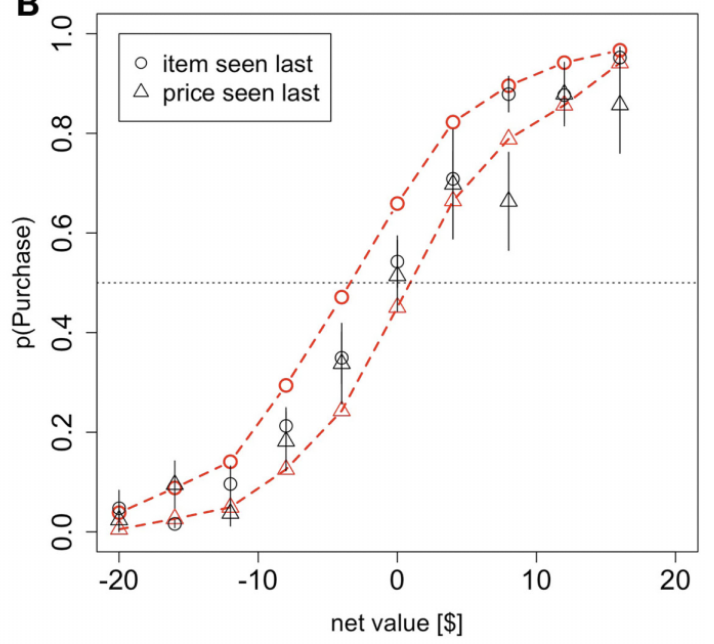 B
item seen last
price seen last
p(Purchase)
1.0
0.8
0.6
0.4
0.2
0.0
-20 -10 0 10 20
net value [$]